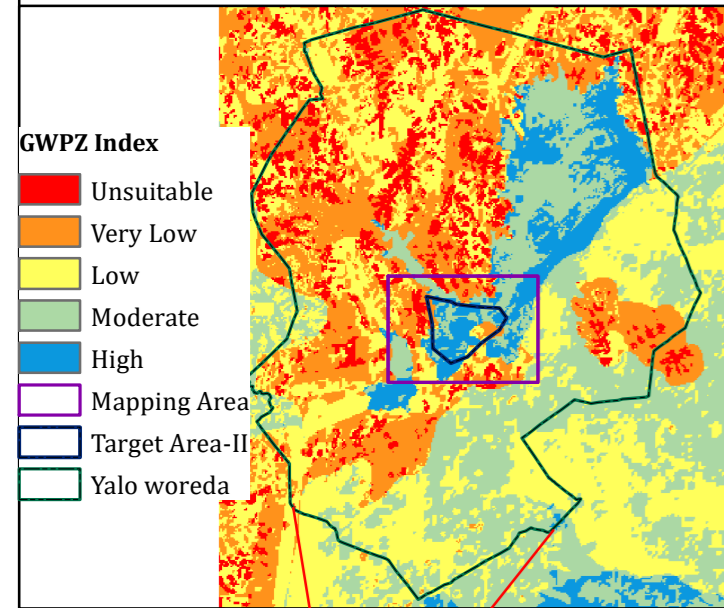 GWPZ Index
Unsuitable
Very Low
Low
Moderate
High
Mapping Area
Target Area-II
Yalo woreda